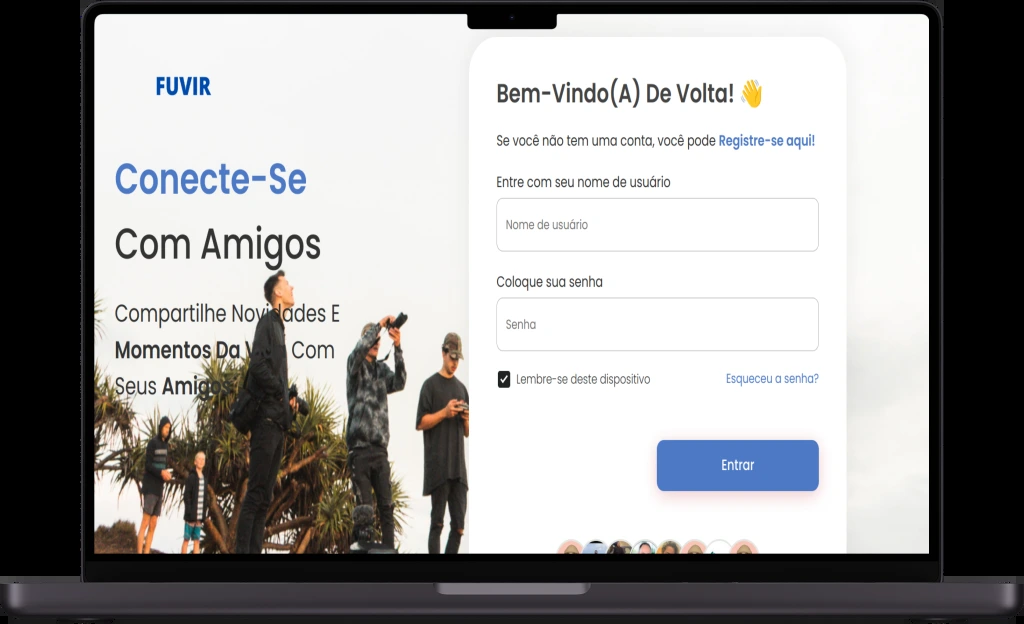 FUVIR
Conecte-Se
Com Amigos
Compartilhe Novidades E
Momentos Da Com
Seus Amigos
Bem-Vindo(A) De Volta! 👋
Se você não tem uma conta, você pode Registre-se aqui!
Entre com seu nome de usuário
Nome de usuário
Coloque sua senha
Senha
Lembre-se deste dispositivo
Esqueceu a senha?
Entrar